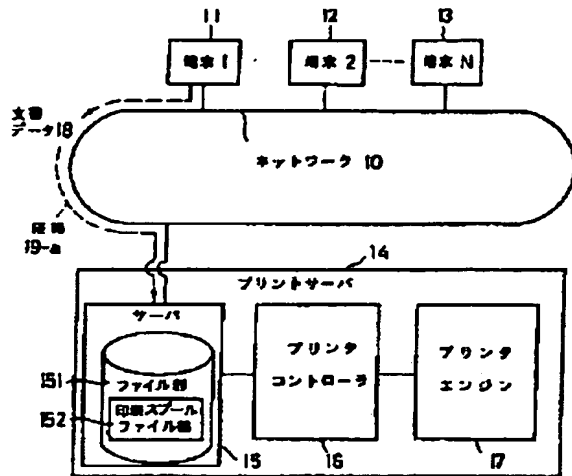 11
12
13
端末 1
端末 2
端末 N
文書
データ18
ネットワーク 10
経路
19-a
14
プリントサーバ
サーバ
151
ファイル部
152
印刷スプール
ファイル部
15
プリンタ
コントローラ
16
プリンタ
エンジン
17